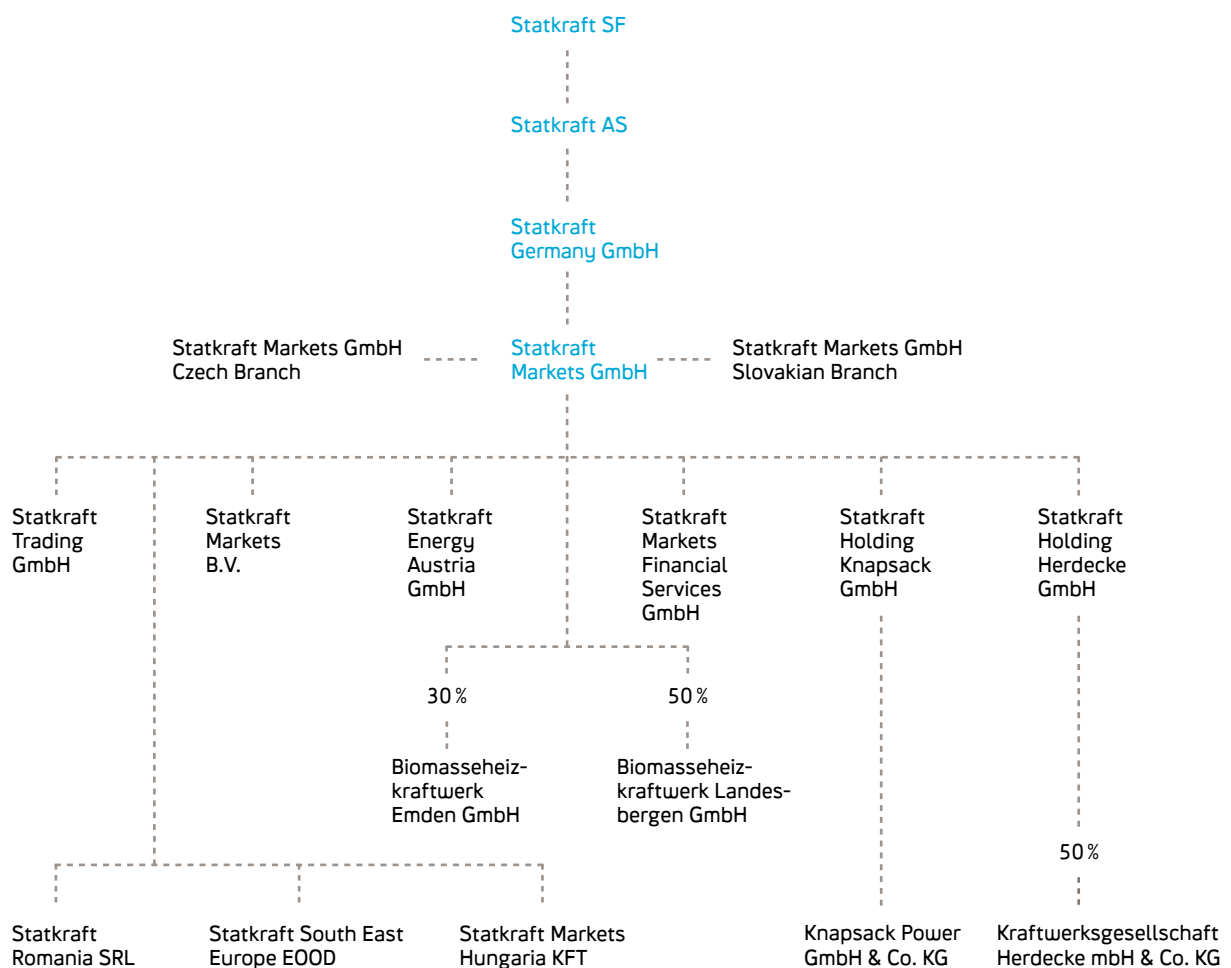 Statkraft SF
Statkraft AS
Statkraft
Germany GmbH
Statkraft Markets GmbH
Czech Branch
Statkraft
Markets GmbH
Statkraft Markets GmbH
Slovakian Branch
Statkraft
Trading
GmbH
Statkraft
Markets
B.V.
Statkraft
Energy
Austria
GmbH
Statkraft
Markets
Financial
Services
GmbH
Statkraft
Holding
Knapsack
GmbH
Statkraft
Holding
Herdecke
GmbH
30 %
50 %
Biomasseheiz-
kraftwerk
Emden GmbH
Biomasseheiz-
kraftwerk Landes-
bergen GmbH
50 %
Statkraft
Romania SRL
Statkraft South East
Europe EOOD
Statkraft Markets
Hungaria KFT
Knapsack Power
GmbH & Co. KG
Kraftwerksgesellschaft
Herdecke mbH & Co. KG